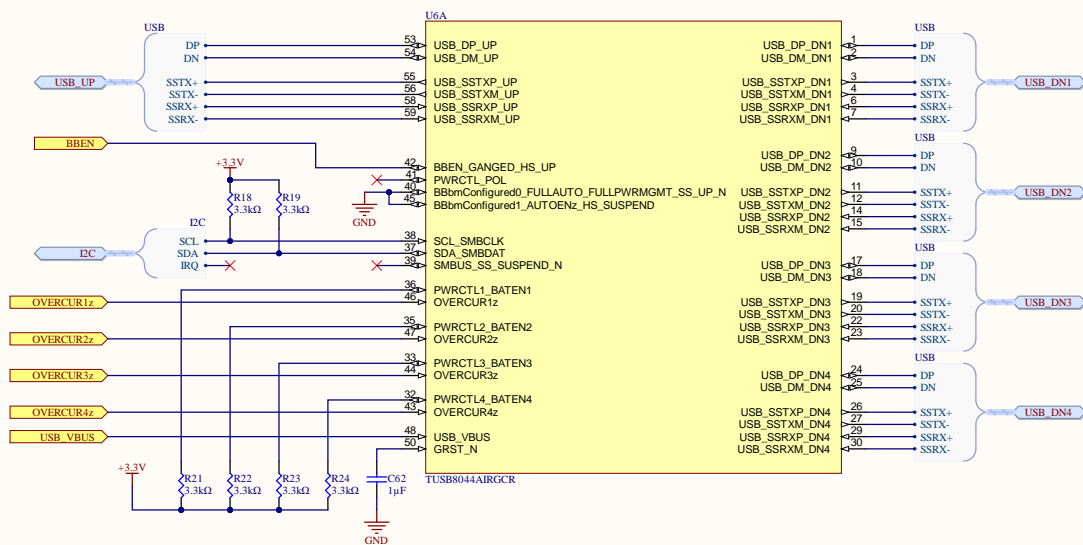 U6A
USB
DP
DN
SSTX+
SSTX-
SSRX+
SSRX-
USB_UP
53
54
55
56
58
59
USB_DP_UP
USB_DM_UP
USB_SSTXP_UP
USB_SSTXM_UP
USB_SSRXP_UP
USB_SSRXM_UP
BBEN
42
41
40
45
BBEN_GANGED_HS_UP
PWRCTL_POL
BBbmConfigured0_FULLAUTO_FULLPWRMGMT_SS_UP_N
BBbmConfigured1_AUTOENz_HS_SUSPEND
GND
+3.3V
R18
3.3kΩ
R19
3.3kΩ
I2C
SCL
SDA
IRQ
I2C
38
37
39
SCL_SMBCLK
SDA_SMBDAT
SMBUS_SS_SUSPEND_N
OVERCUR1z
36
46
PWRCTL1_BATEN1
OVERCUR1z
OVERCUR2z
35
47
PWRCTL2_BATEN2
OVERCUR2z
OVERCUR3z
33
44
PWRCTL3_BATEN3
OVERCUR3z
OVERCUR4z
32
43
PWRCTL4_BATEN4
OVERCUR4z
USB_VBUS
48
50
USB_VBUS
GRST_N
+3.3V
R21
3.3kΩ
R22
3.3kΩ
R23
3.3kΩ
R24
3.3kΩ
C62
1µF
GND
TUSB8044AIRGCR
USB_DP_DN1
USB_DM_DN1
USB_SSTXP_DN1
USB_SSTXM_DN1
USB_SSRXP_DN1
USB_SSRXM_DN1
1
2
3
4
6
7
USB
DP
DN
SSTX+
SSTX-
SSRX+
SSRX-
USB_DN1
USB_DP_DN2
USB_DM_DN2
USB_SSTXP_DN2
USB_SSTXM_DN2
USB_SSRXP_DN2
USB_SSRXM_DN2
9
10
11
12
14
15
USB
DP
DN
SSTX+
SSTX-
SSRX+
SSRX-
USB_DN2
USB_DP_DN3
USB_DM_DN3
USB_SSTXP_DN3
USB_SSTXM_DN3
USB_SSRXP_DN3
USB_SSRXM_DN3
17
18
19
20
22
23
USB
DP
DN
SSTX+
SSTX-
SSRX+
SSRX-
USB_DN3
USB_DP_DN4
USB_DM_DN4
USB_SSTXP_DN4
USB_SSTXM_DN4
USB_SSRXP_DN4
USB_SSRXM_DN4
24
25
26
27
29
30
USB
DP
DN
SSTX+
SSTX-
SSRX+
SSRX-
USB_DN4